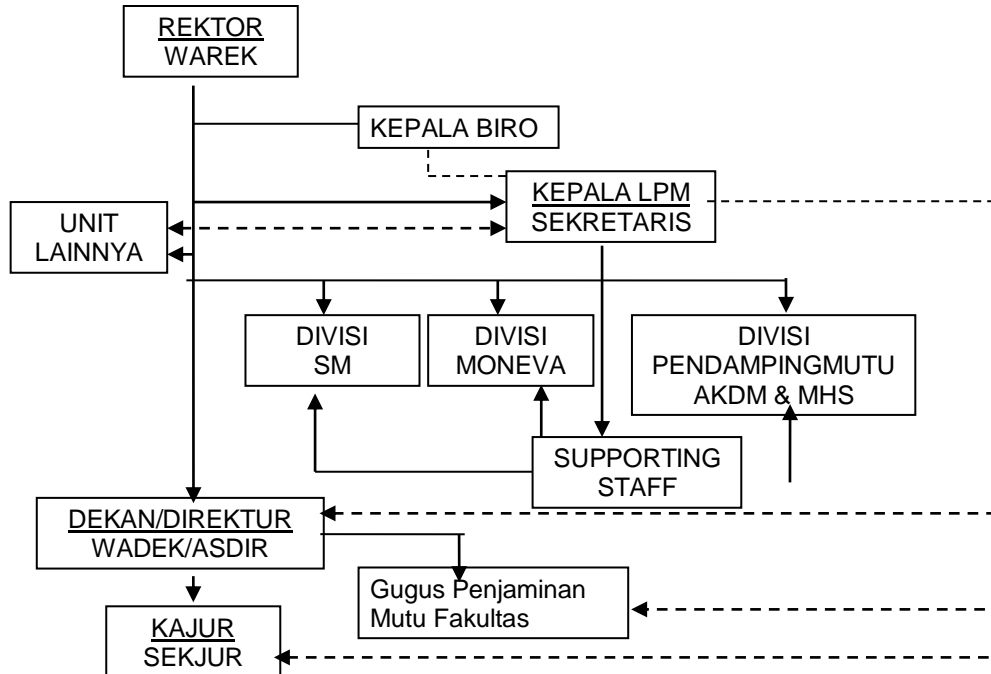 REKTOR
WAREK
KEPALA BIRO
KEPALA LPM
SEKRETARIS
UNIT
LAINNYA
DIVISI
SM
DIVISI
MONEVA
DIVISI
PENDAMPINGMUTU
AKDM & MHS
SUPPORTING
STAFF
DEKAN/DIREKTUR
WADEK/ASDIR
Gugus Penjaminan
Mutu Fakultas
KAJUR
SEKJUR